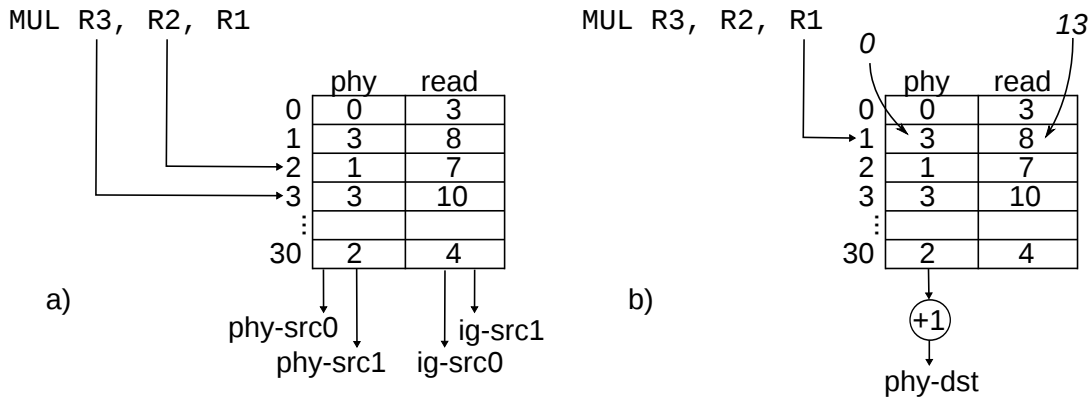 MUL R3, R2, R1
phy read
0 0 3
1 3 8
2 1 7
3 3 10
...
30 2 4
a)
phy-src0
ig-src1
phy-src1
ig-src0
MUL R3, R2, R1
0
13
phy read
0 0 3
1 3 8
2 1 7
3 3 10
...
30 2 4
b)
+1
phy-dst